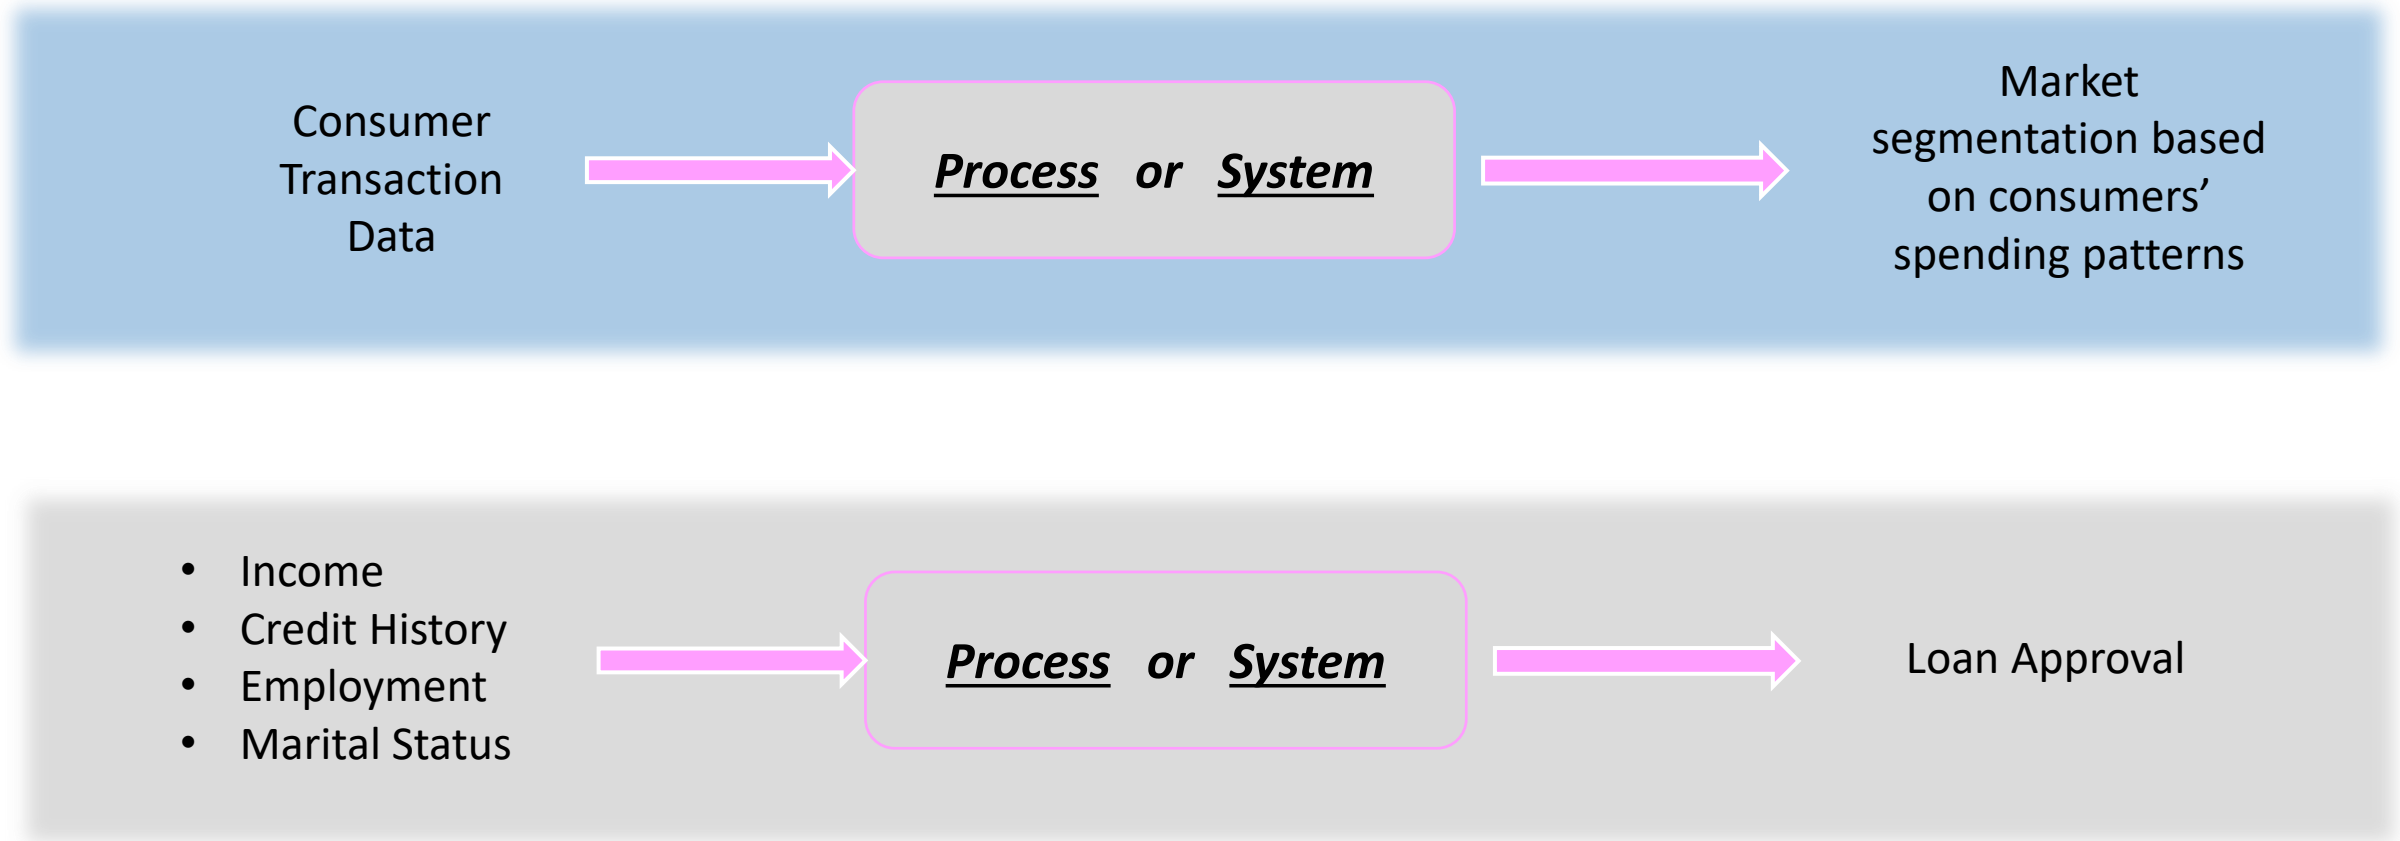 Consumer
Transaction
Data
Process or System
Market
segmentation based
on consumers’
spending patterns
• Income
• Credit History
• Employment
• Marital Status
Process or System
Loan Approval